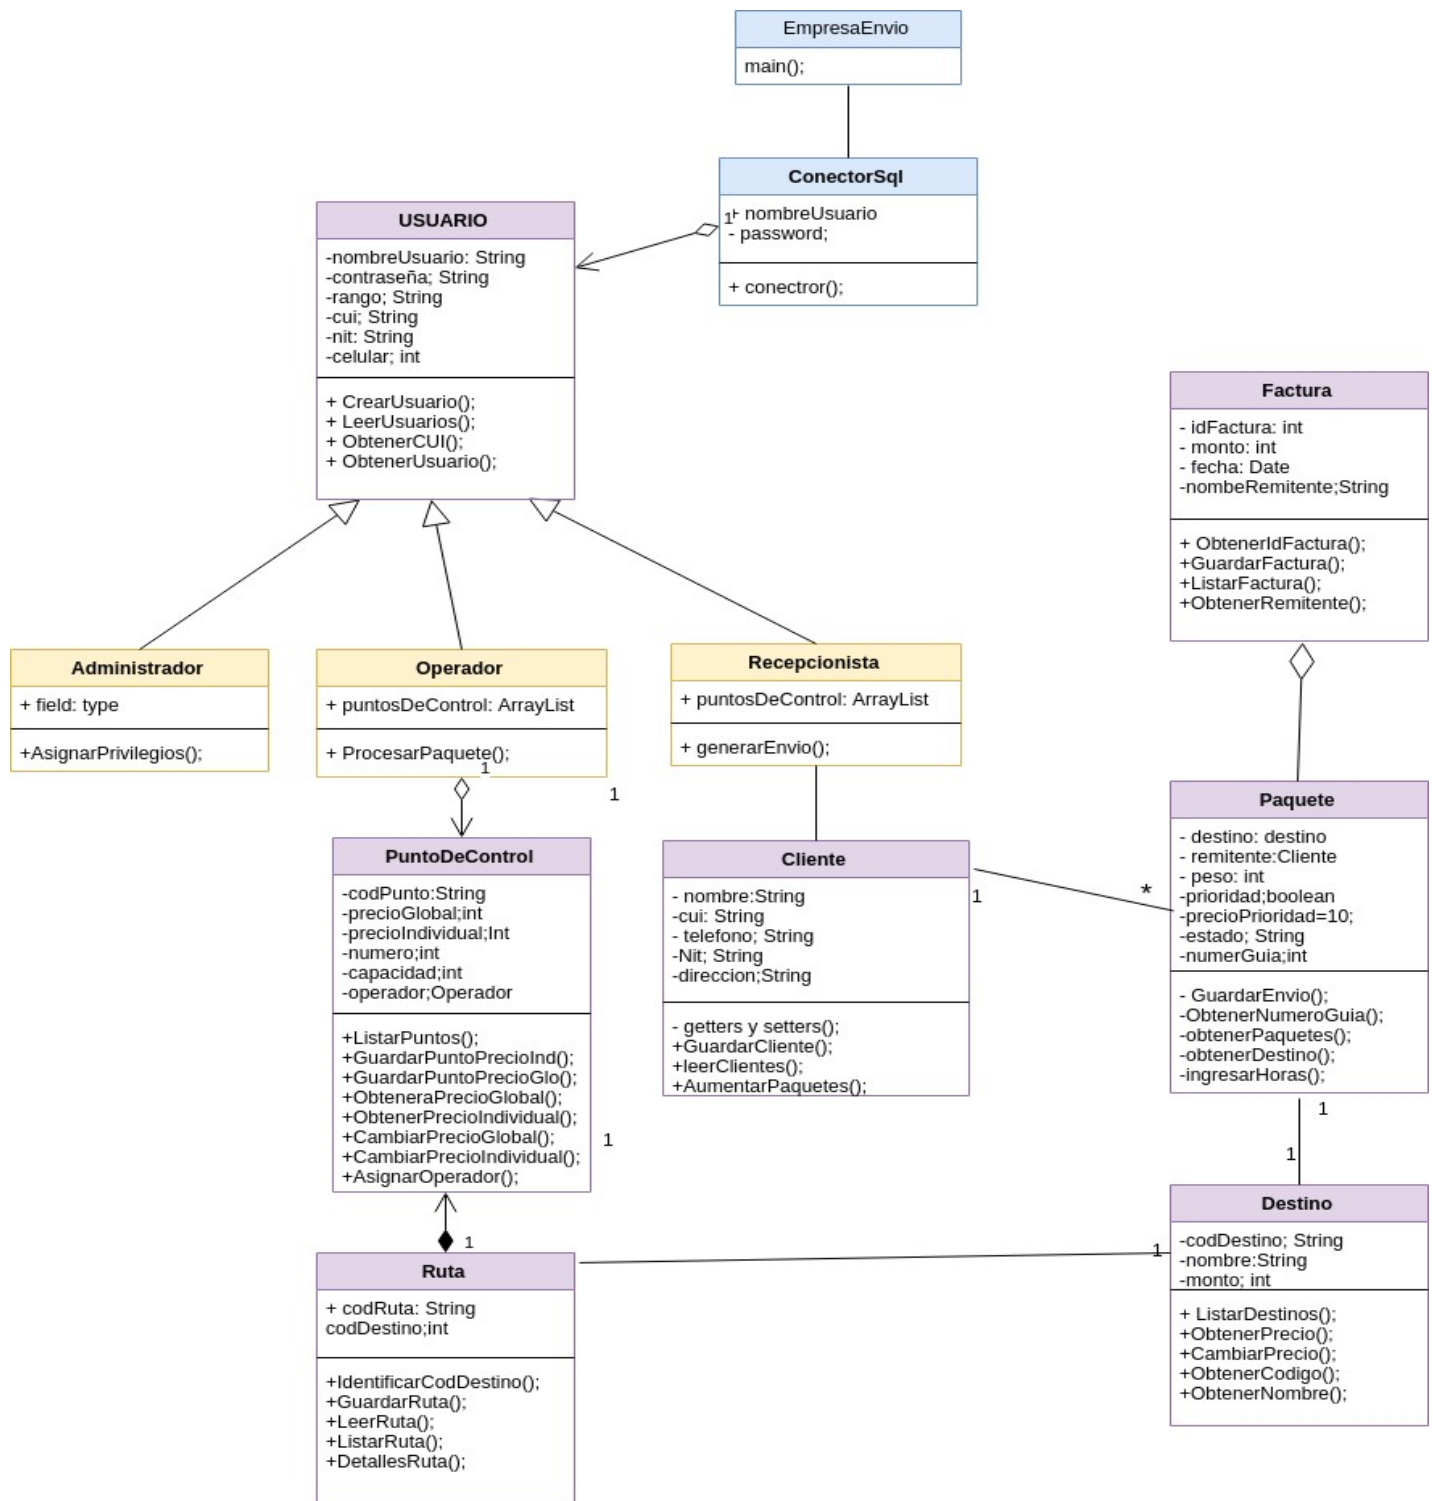 EmpresaEnvio
main();
ConectorSql
+ nombreUsuario
- password;
+ conectror();
1
USUARIO
-nombreUsuario: String
-contraseña; String
-rango; String
-cui; String
-nit: String
-celular; int
+ CrearUsuario();
+ LeerUsuarios();
+ ObtenerCUI();
+ ObtenerUsuario();
Factura
- idFactura: int
- monto: int
- fecha: Date
-nombeRemitente;String
+ ObtenerIdFactura();
+GuardarFactura();
+ListarFactura();
+ObtenerRemitente();
Administrador
+ field: type
+AsignarPrivilegios();
Operador
+ puntosDeControl: ArrayList
+ ProcesarPaquete();
1
1
Recepcionista
+ puntosDeControl: ArrayList
+ generarEnvio();
PuntoDeControl
-codPunto:String
-precioGlobal;int
-precioIndividual;Int
-numero;int
-capacidad;int
-operador;Operador
+ListarPuntos();
+GuardarPuntoPrecioInd();
+GuardarPuntoPrecioGlo();
+ObteneraPrecioGlobal();
+ObtenerPrecioIndividual();
+CambiarPrecioGlobal();
+CambiarPrecioIndividual();
+AsignarOperador();
1
1
Cliente
- nombre:String
-cui: String
- telefono; String
-Nit; String
-direccion;String
- getters y setters();
+GuardarCliente();
+leerClientes();
+AumentarPaquetes();
1
*
Paquete
- destino: destino
- remitente:Cliente
- peso: int
-prioridad;boolean
-precioPrioridad=10;
-estado; String
-numerGuia;int
- GuardarEnvio();
-ObtenerNumeroGuia();
-obtenerPaquetes();
-obtenerDestino();
-ingresarHoras();
1
1
Ruta
+ codRuta: String
codDestino;int
+IdentificarCodDestino();
+GuardarRuta();
+LeerRuta();
+ListarRuta();
+DetallesRuta();
1
Destino
-codDestino; String
-nombre:String
-monto; int
+ ListarDestinos();
+ObtenerPrecio();
+CambiarPrecio();
+ObtenerCodigo();
+ObtenerNombre();